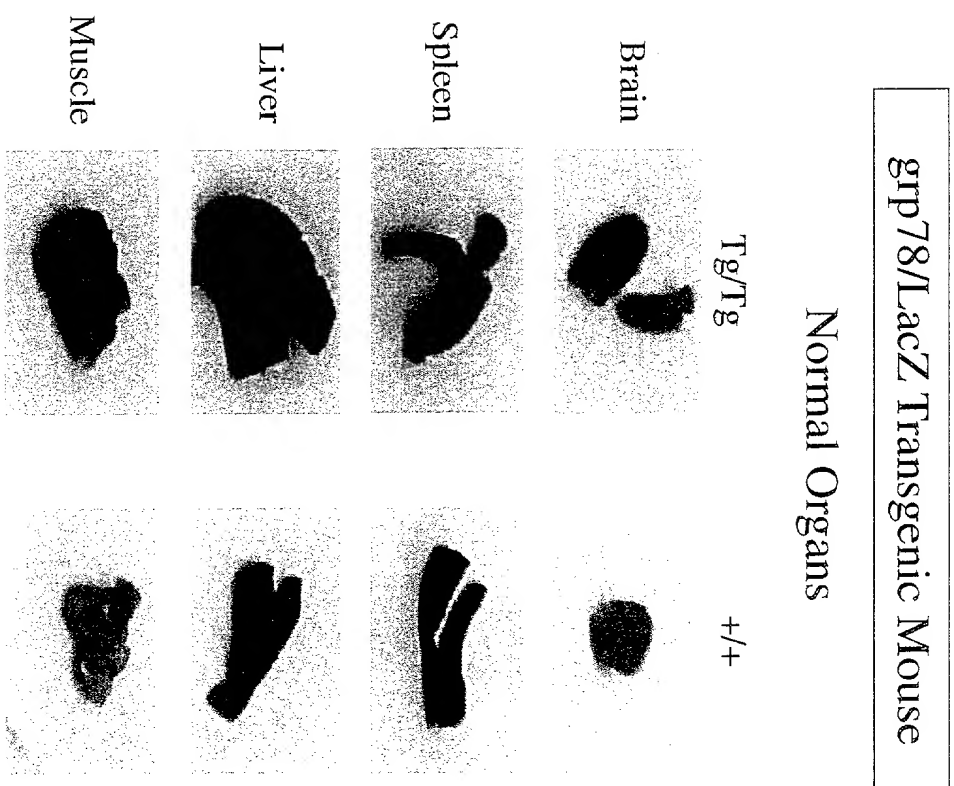 grp78/LacZ Transgenic Mouse
Normal Organs
Tg/Tg
+/+
Brain
Spleen
Liver
Muscle